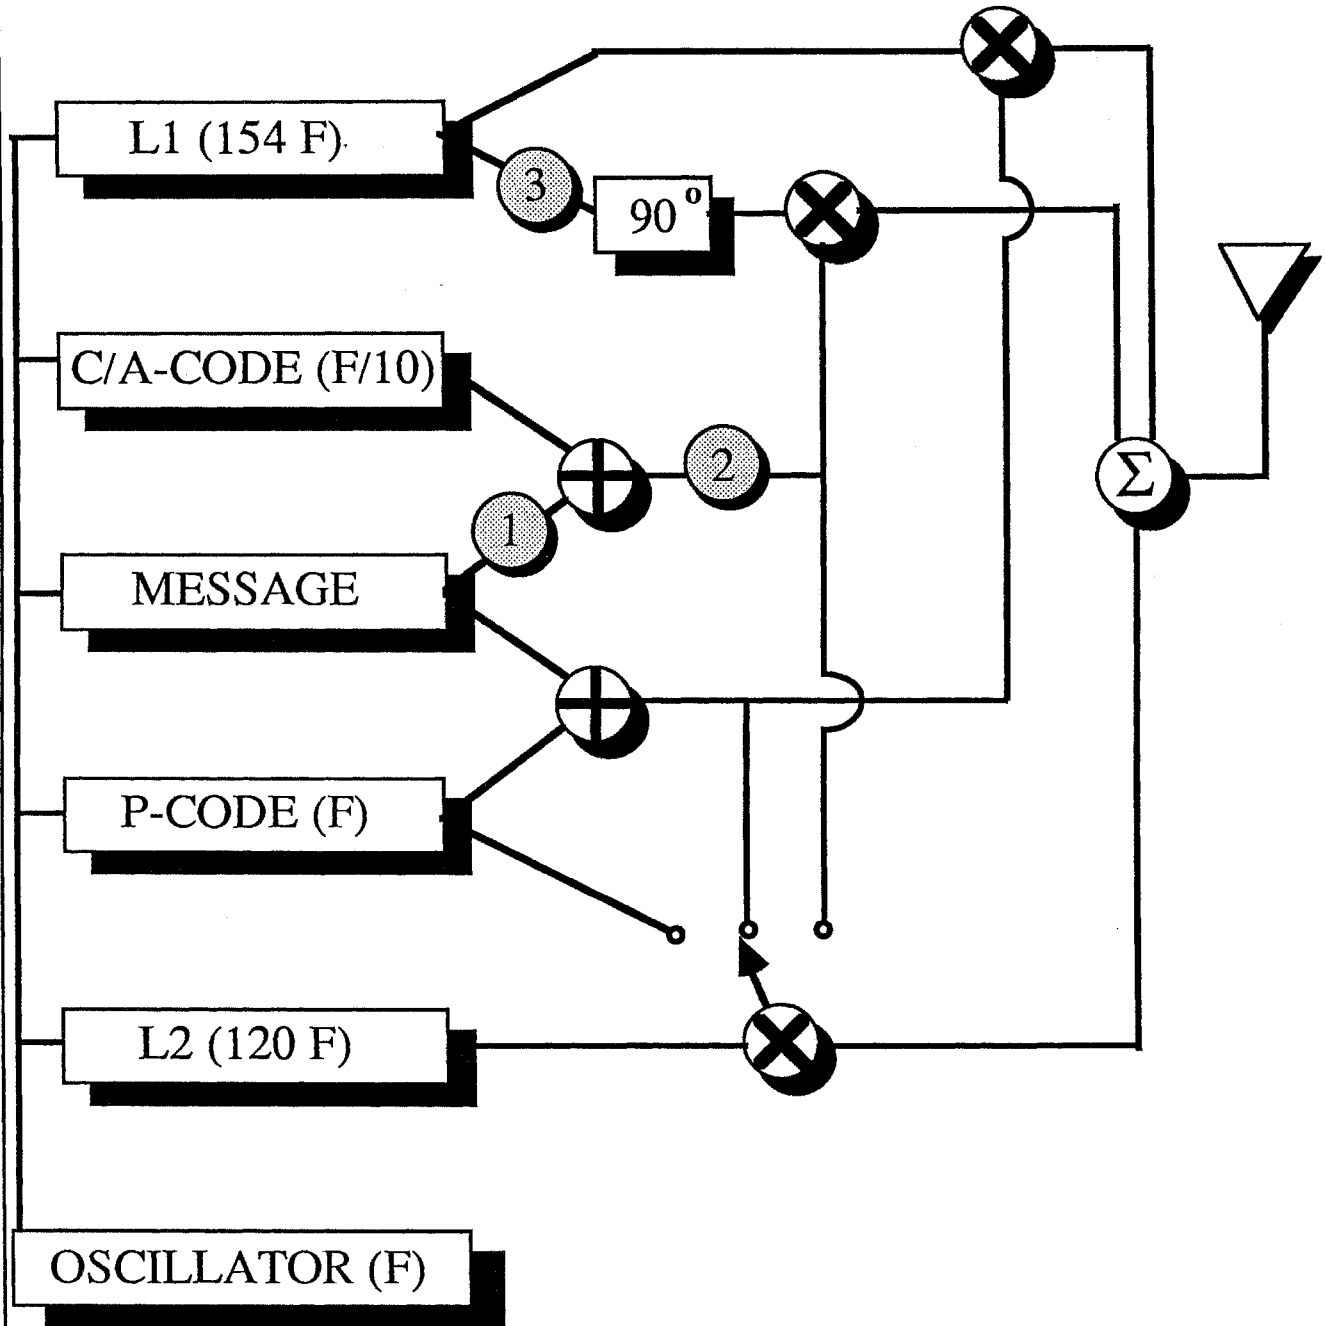 L1 (154 F)
3
90°
C/A-CODE (F/10)
2
Σ
1
MESSAGE
P-CODE (F)
L2 (120 F)
OSCILLATOR (F)